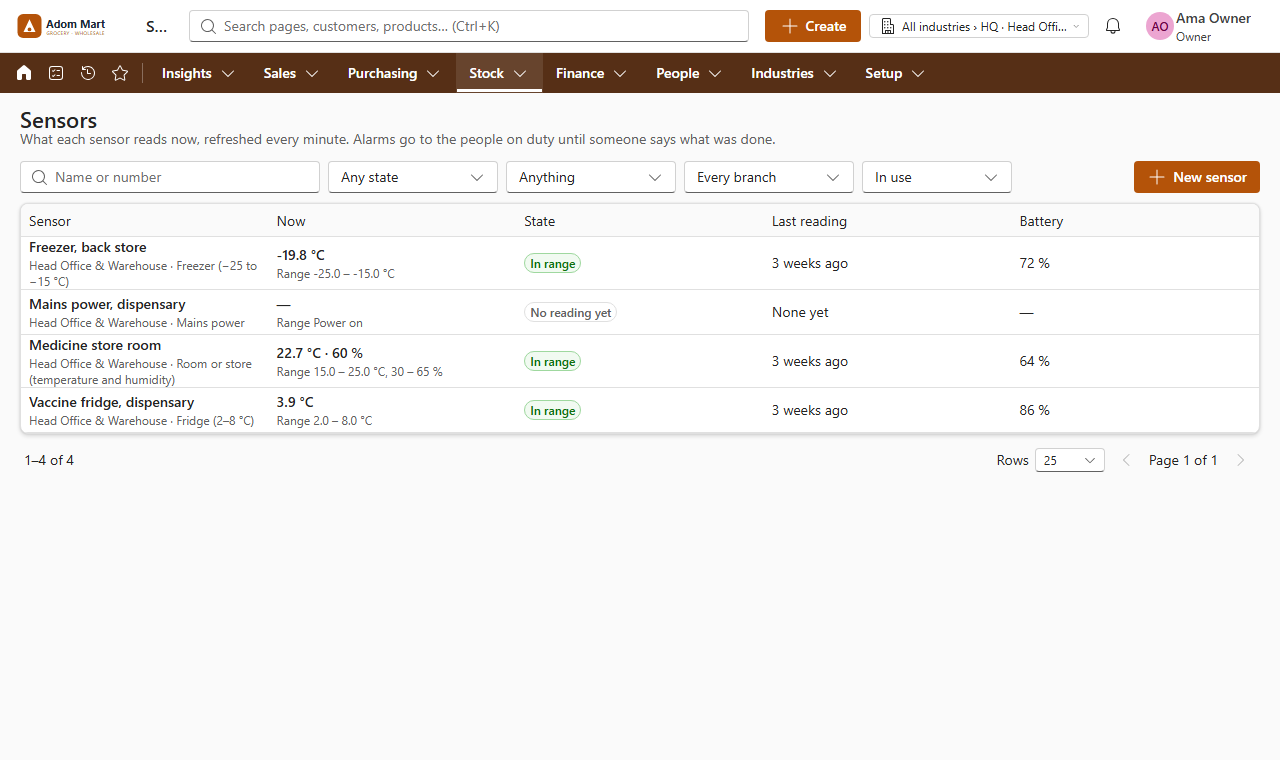 Adom Mart
GROCERY · WHOLESALE
S...
Search pages, customers, products... (Ctrl+K)
Create
All industries › HQ · Head Offi...
AO
Ama Owner
Owner
Insights
Sales
Purchasing
Stock
Finance
People
Industries
Setup
Sensors
What each sensor reads now, refreshed every minute. Alarms go to the people on duty until someone says what was done.
Name or number
Any state
Anything
Every branch
In use
New sensor
Sensor Now State Last reading Battery
Freezer, back store
Head Office & Warehouse · Freezer (−25 to
−15 °C)
-19.8 °C
Range -25.0 – -15.0 °C
In range
3 weeks ago
72 %
Mains power, dispensary
Head Office & Warehouse · Mains power
—
Range Power on
No reading yet
None yet
—
Medicine store room
Head Office & Warehouse · Room or store
(temperature and humidity)
22.7 °C · 60 %
Range 15.0 – 25.0 °C, 30 – 65 %
In range
3 weeks ago
64 %
Vaccine fridge, dispensary
Head Office & Warehouse · Fridge (2–8 °C)
3.9 °C
Range 2.0 – 8.0 °C
In range
3 weeks ago
86 %
1–4 of 4
Rows 25
Page 1 of 1